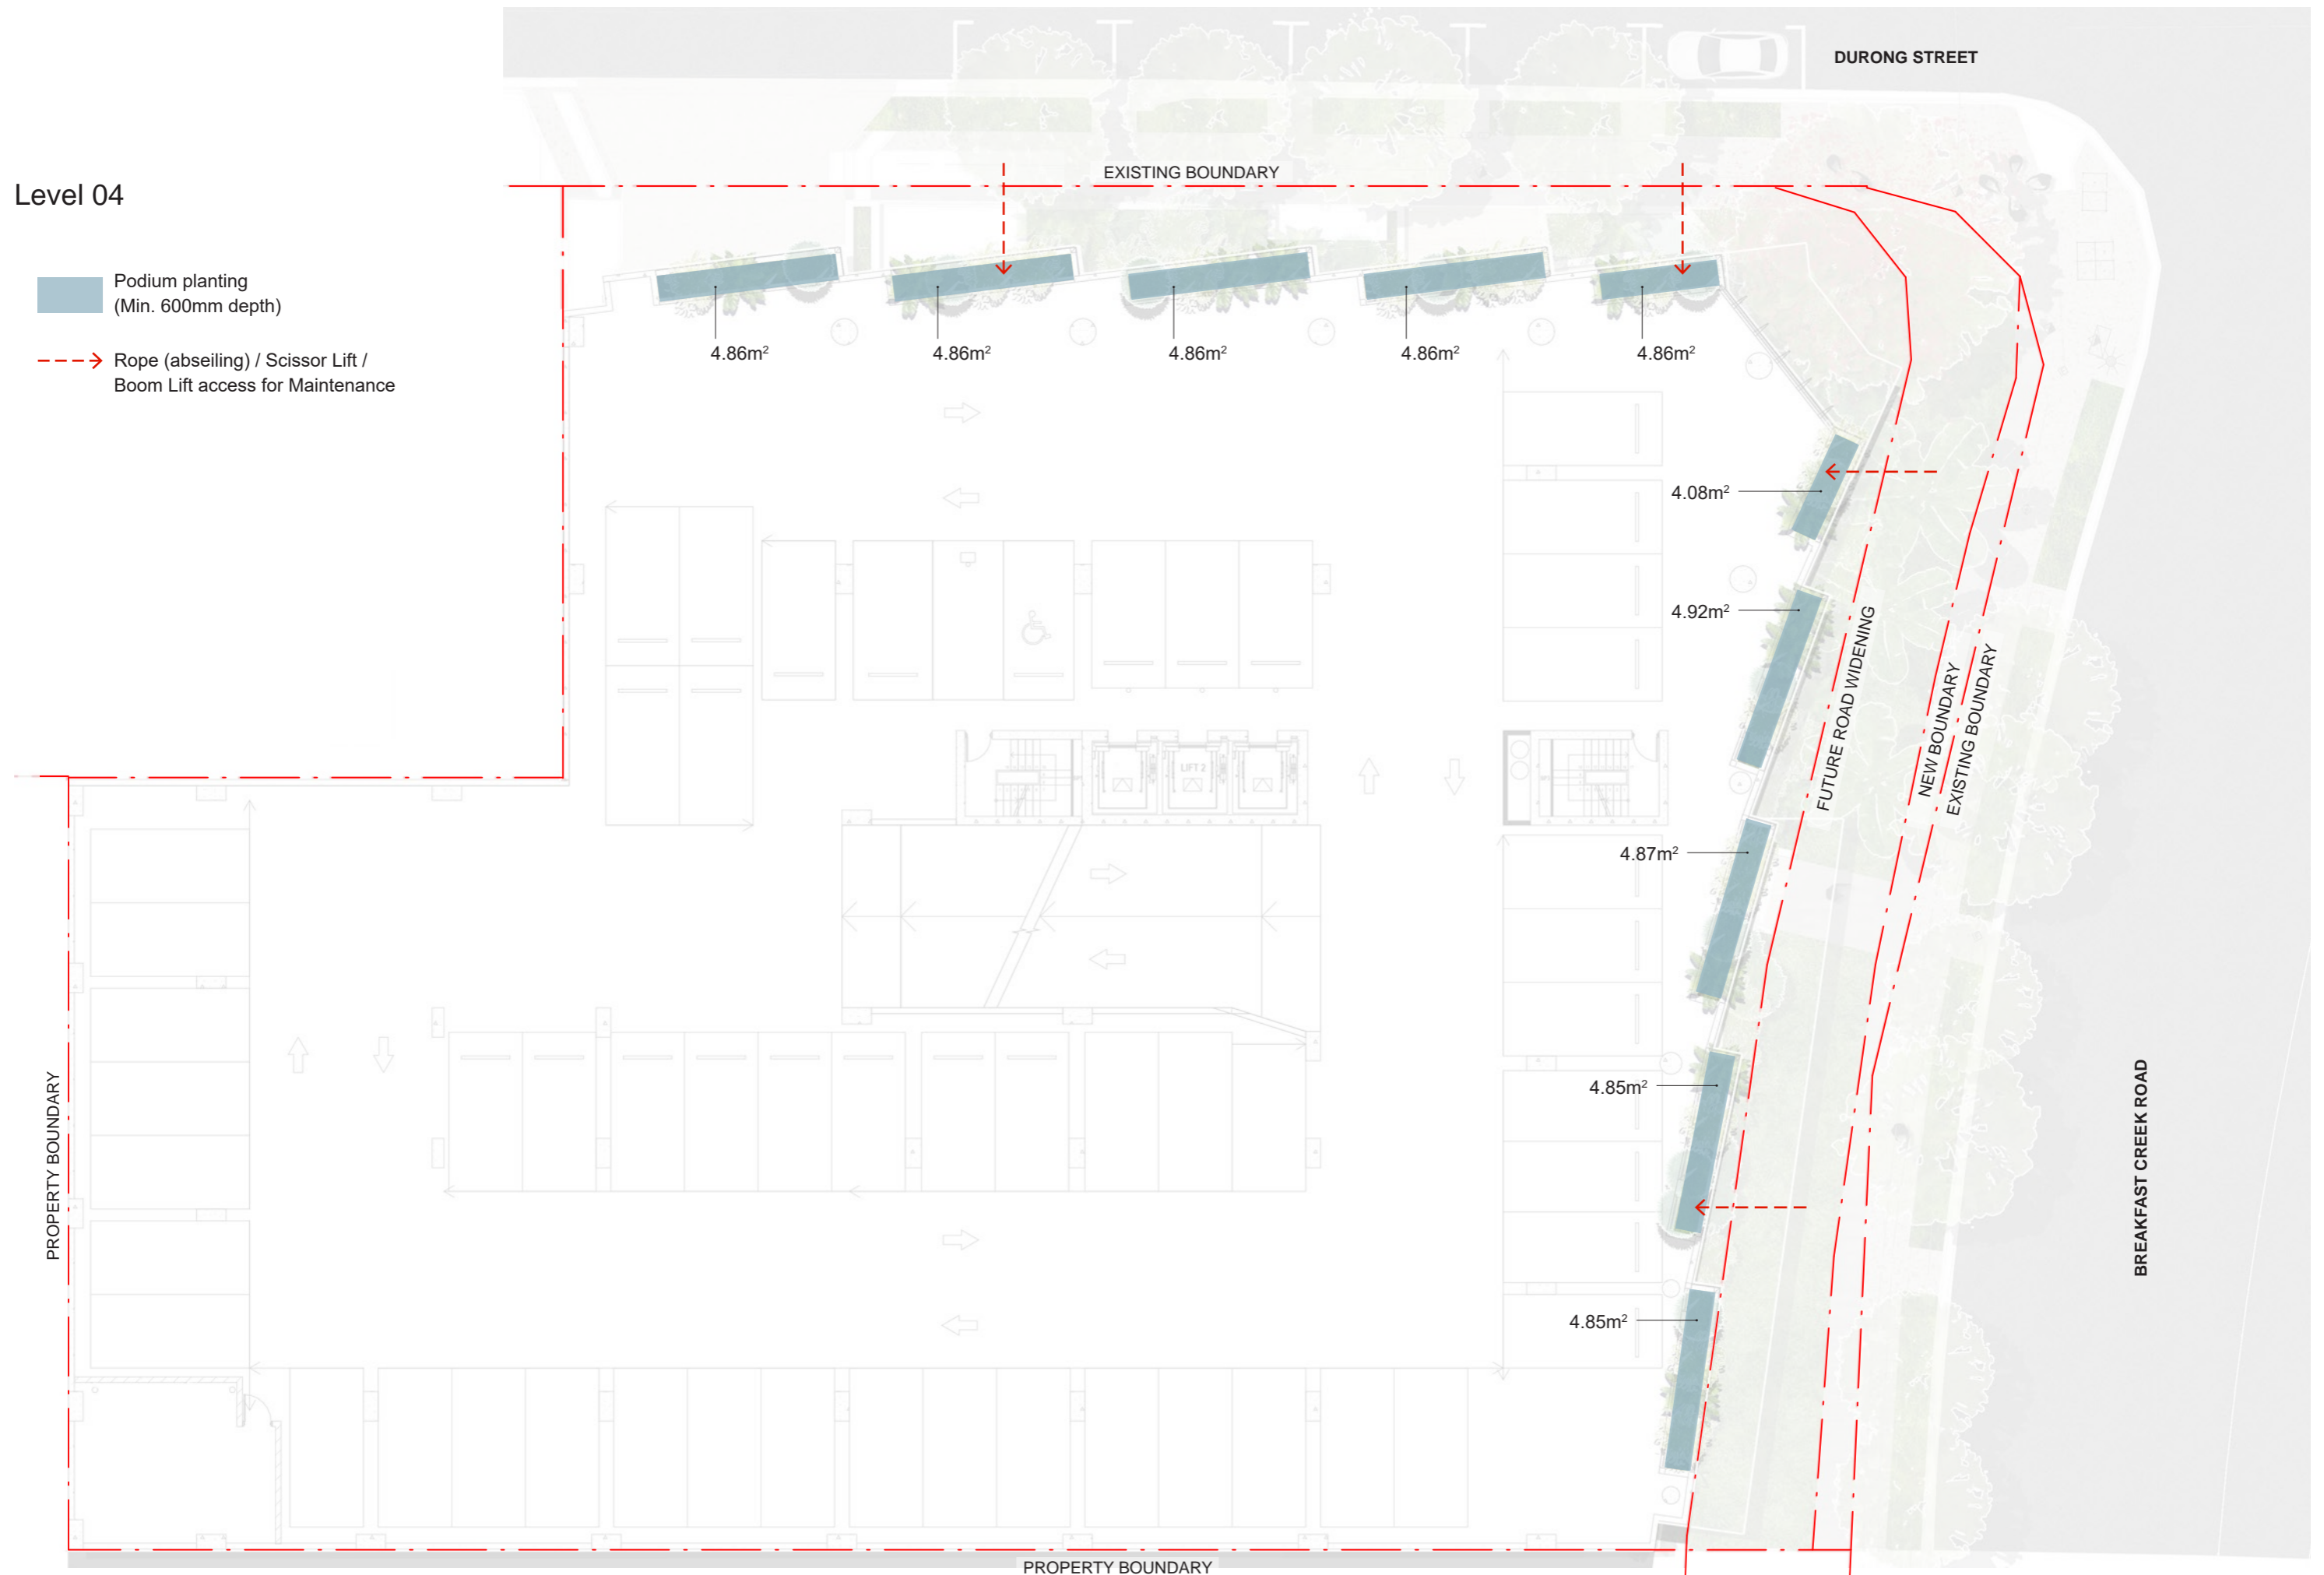 DURONG STREET
EXISTING BOUNDARY
Level 04
Podium planting
(Min. 600mm depth)
Rope (abseiling) / Scissor Lift /
Boom Lift access for Maintenance
4.86m²
4.86m²
4.86m²
4.86m²
4.86m²
4.08m²
4.92m²
FUTURE ROAD WIDENING
NEW BOUNDARY
EXISTING BOUNDARY
LIFT 2
4.87m²
4.85m²
PROPERTY BOUNDARY
BREAKFAST CREEK ROAD
4.85m²
PROPERTY BOUNDARY